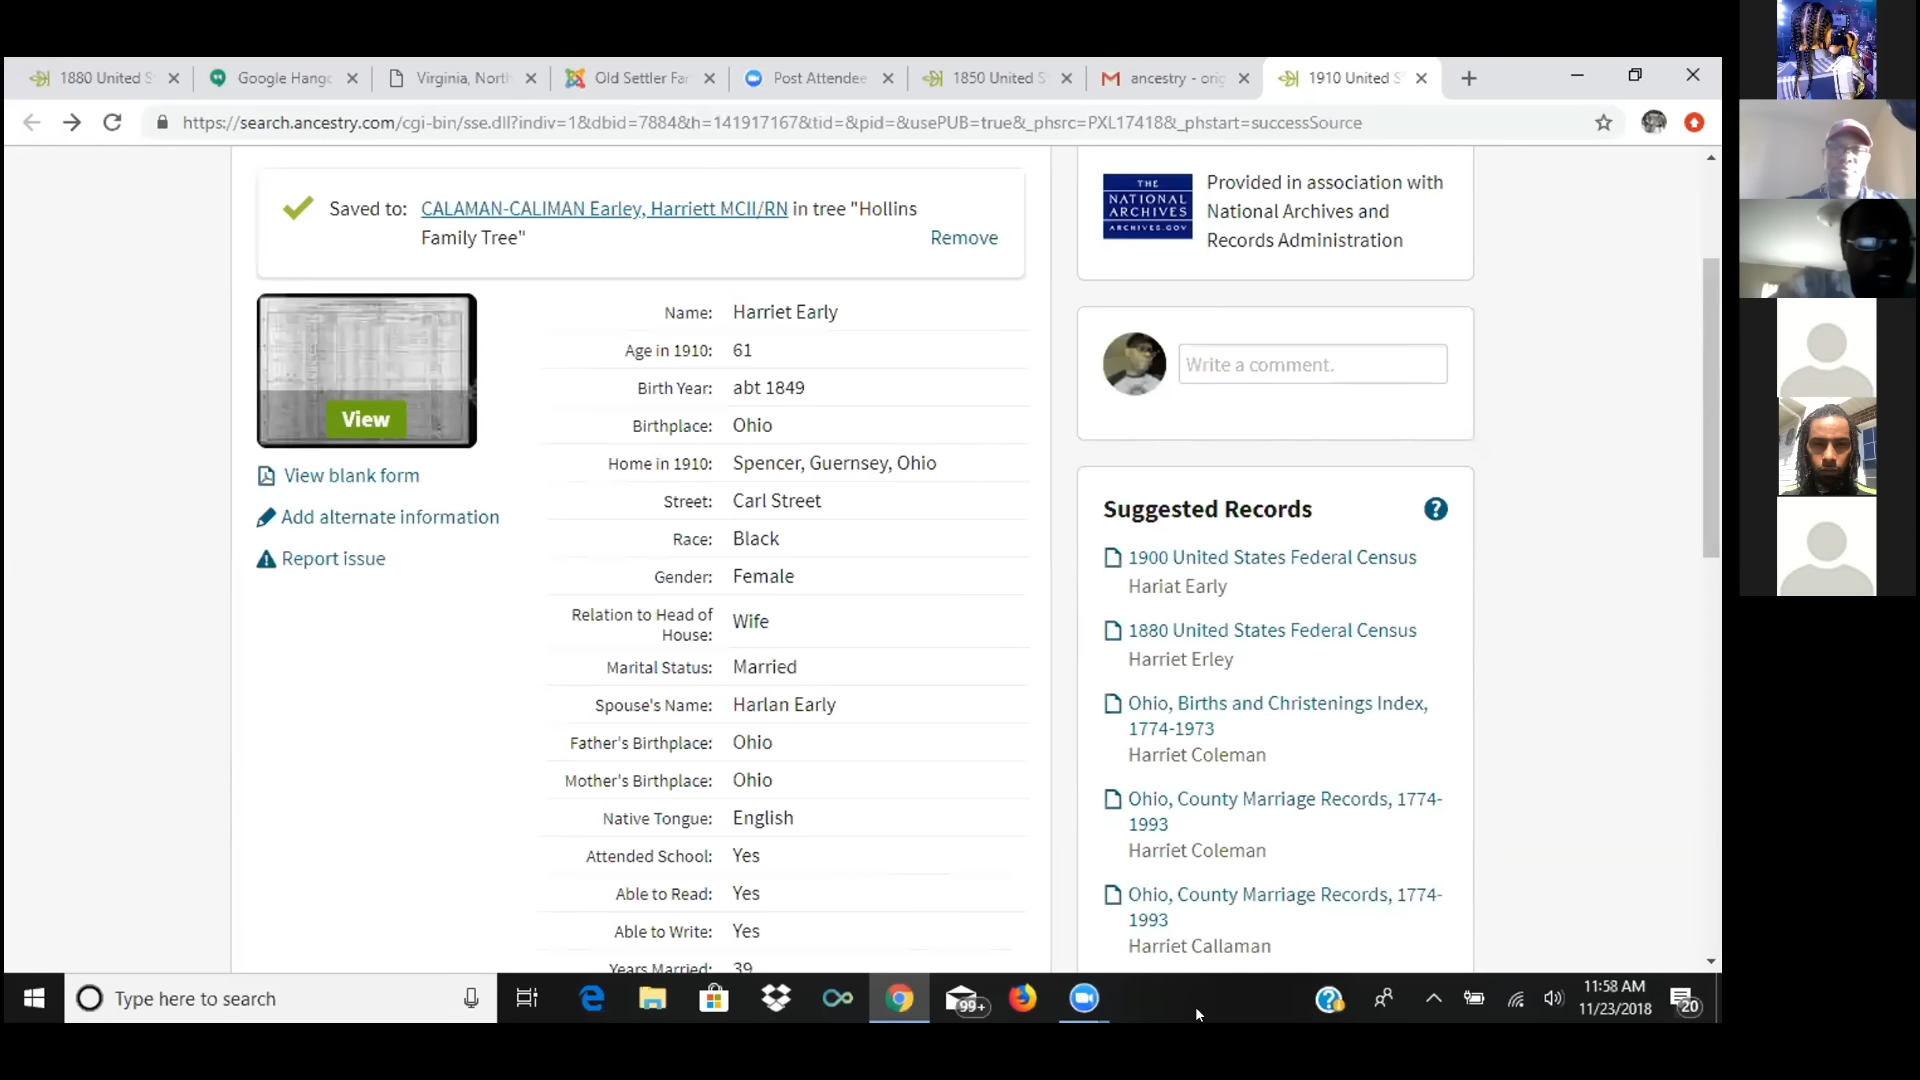 1880 United S
Google Hang
Virginia, Nort
Old Settler Fa
Post Attendee
1850 United S
ancestry - orig
1910 United S
https://search.ancestry.com/cgi-bin/sse.dll?indiv=1&dbid=7884&h=141917167&tid=&pid=&usePUB=true&_phsrc=PXL17418&_phstart=successSource
Saved to: CALAMAN-CALIMAN Earley, Harriett MCII/RN in tree "Hollins
Family Tree"
Remove
View
View blank form
Add alternate information
Report issue
Name: Harriet Early
Age in 1910: 61
Birth Year: abt 1849
Birthplace: Ohio
Home in 1910: Spencer, Guernsey, Ohio
Street: Carl Street
Race: Black
Gender: Female
Relation to Head of
House: Wife
Marital Status: Married
Spouse's Name: Harlan Early
Father's Birthplace: Ohio
Mother's Birthplace: Ohio
Native Tongue: English
Attended School: Yes
Able to Read: Yes
Able to Write: Yes
Years Married: 39
THE
NATIONAL
ARCHIVES
ARCHIVES.GOV
Provided in association with
National Archives and
Records Administration
Write a comment.
Suggested Records
?
1900 United States Federal Census
Hariat Early
1880 United States Federal Census
Harriet Erley
Ohio, Births and Christenings Index,
1774-1973
Harriet Coleman
Ohio, County Marriage Records, 1774-
1993
Harriet Coleman
Ohio, County Marriage Records, 1774-
1993
Harriet Callaman
Type here to search
99+
11:58 AM
11/23/2018
20